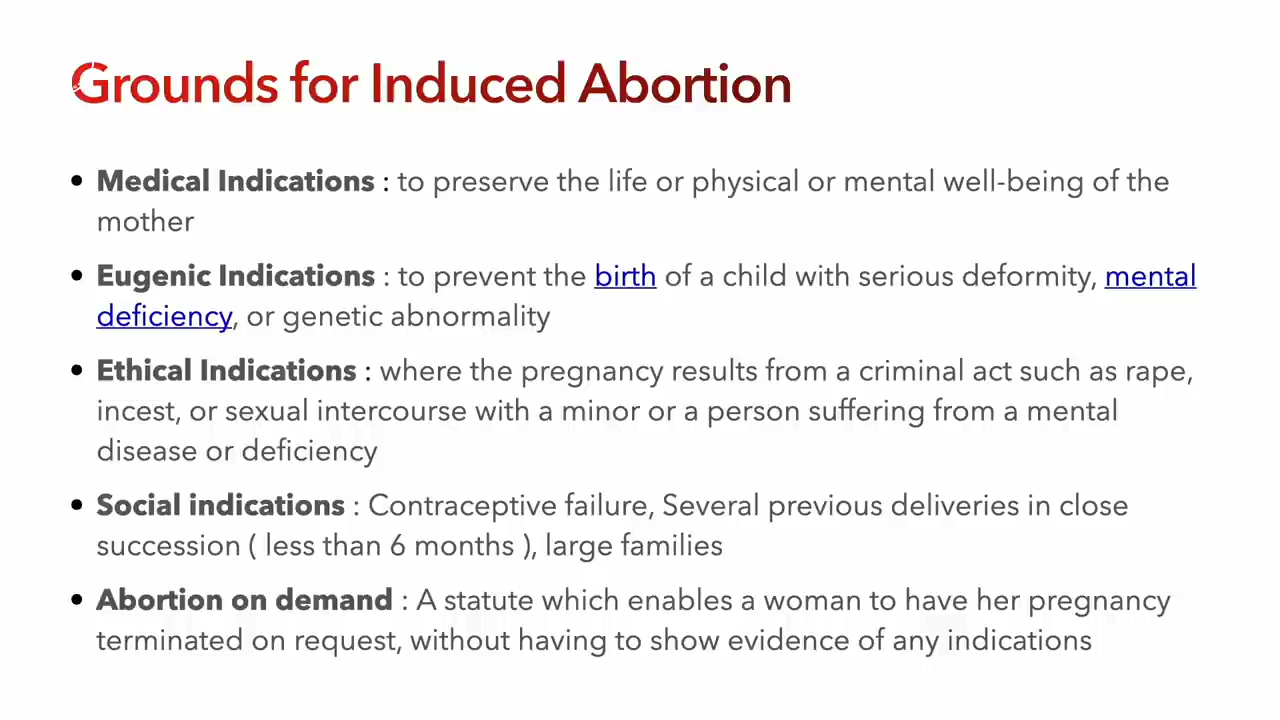 Grounds for Induced Abortion
• Medical Indications : to preserve the life or physical or mental well-being of the
mother
• Eugenic Indications : to prevent the birth of a child with serious deformity, mental
deficiency, or genetic abnormality
• Ethical Indications : where the pregnancy results from a criminal act such as rape,
incest, or sexual intercourse with a minor or a person suffering from a mental
disease or deficiency
• Social indications : Contraceptive failure, Several previous deliveries in close
succession ( less than 6 months ), large families
• Abortion on demand : A statute which enables a woman to have her pregnancy
terminated on request, without having to show evidence of any indications